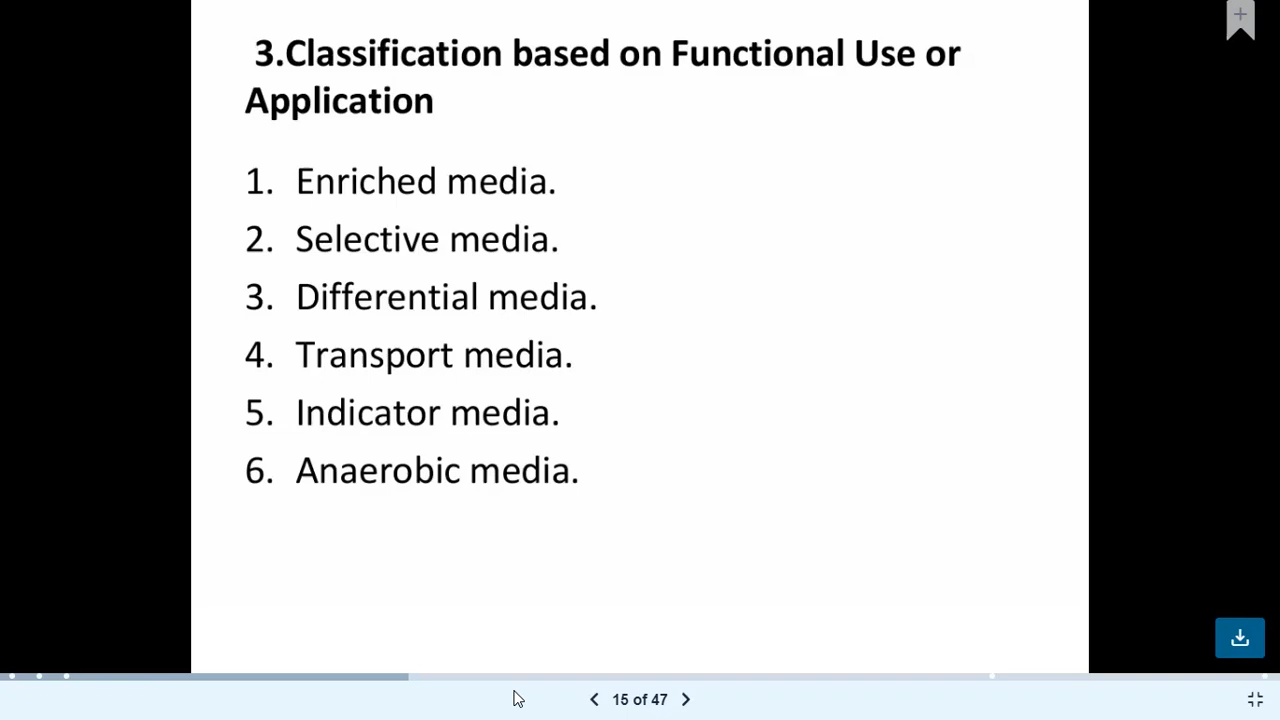 3.Classification based on Functional Use or
Application
1. Enriched media.
2. Selective media.
3. Differential media.
4. Transport media.
5. Indicator media.
6. Anaerobic media.
15 of 47